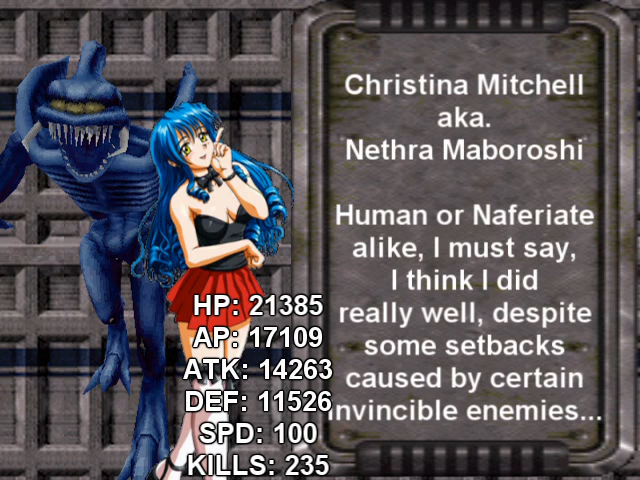 Christina Mitchell
aka.
Nethra Maboroshi
Human or Naferiate
alike, I must say,
I think I did
really well, despite
some setbacks
caused by certain
invincible enemies...
HP: 21385
AP: 17109
ATK: 14263
DEF: 11526
SPD: 100
KILLS: 235